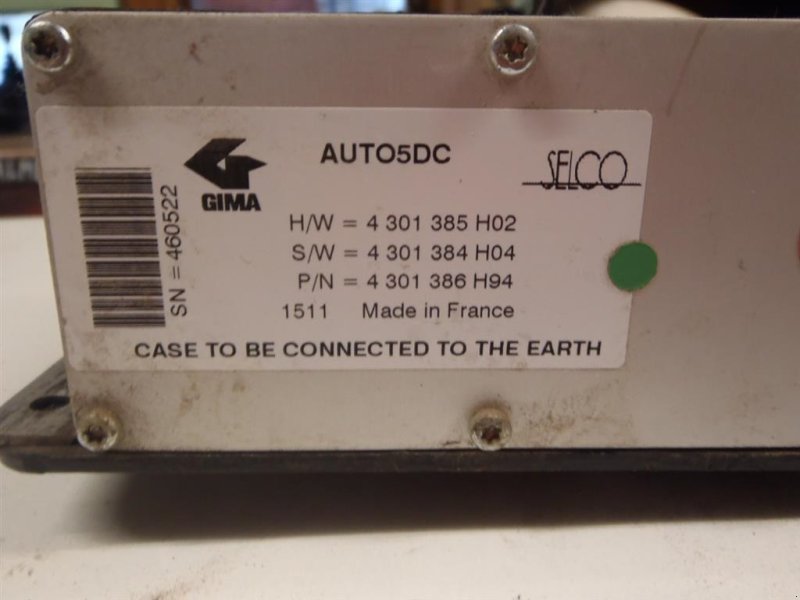 AUTO5DC
SELCO
GIMA
SN = 460522
H/W = 4 301 385 H02
S/W = 4 301 384 H04
P/N = 4 301 386 H94
1511 Made in France
CASE TO BE CONNECTED TO THE EARTH